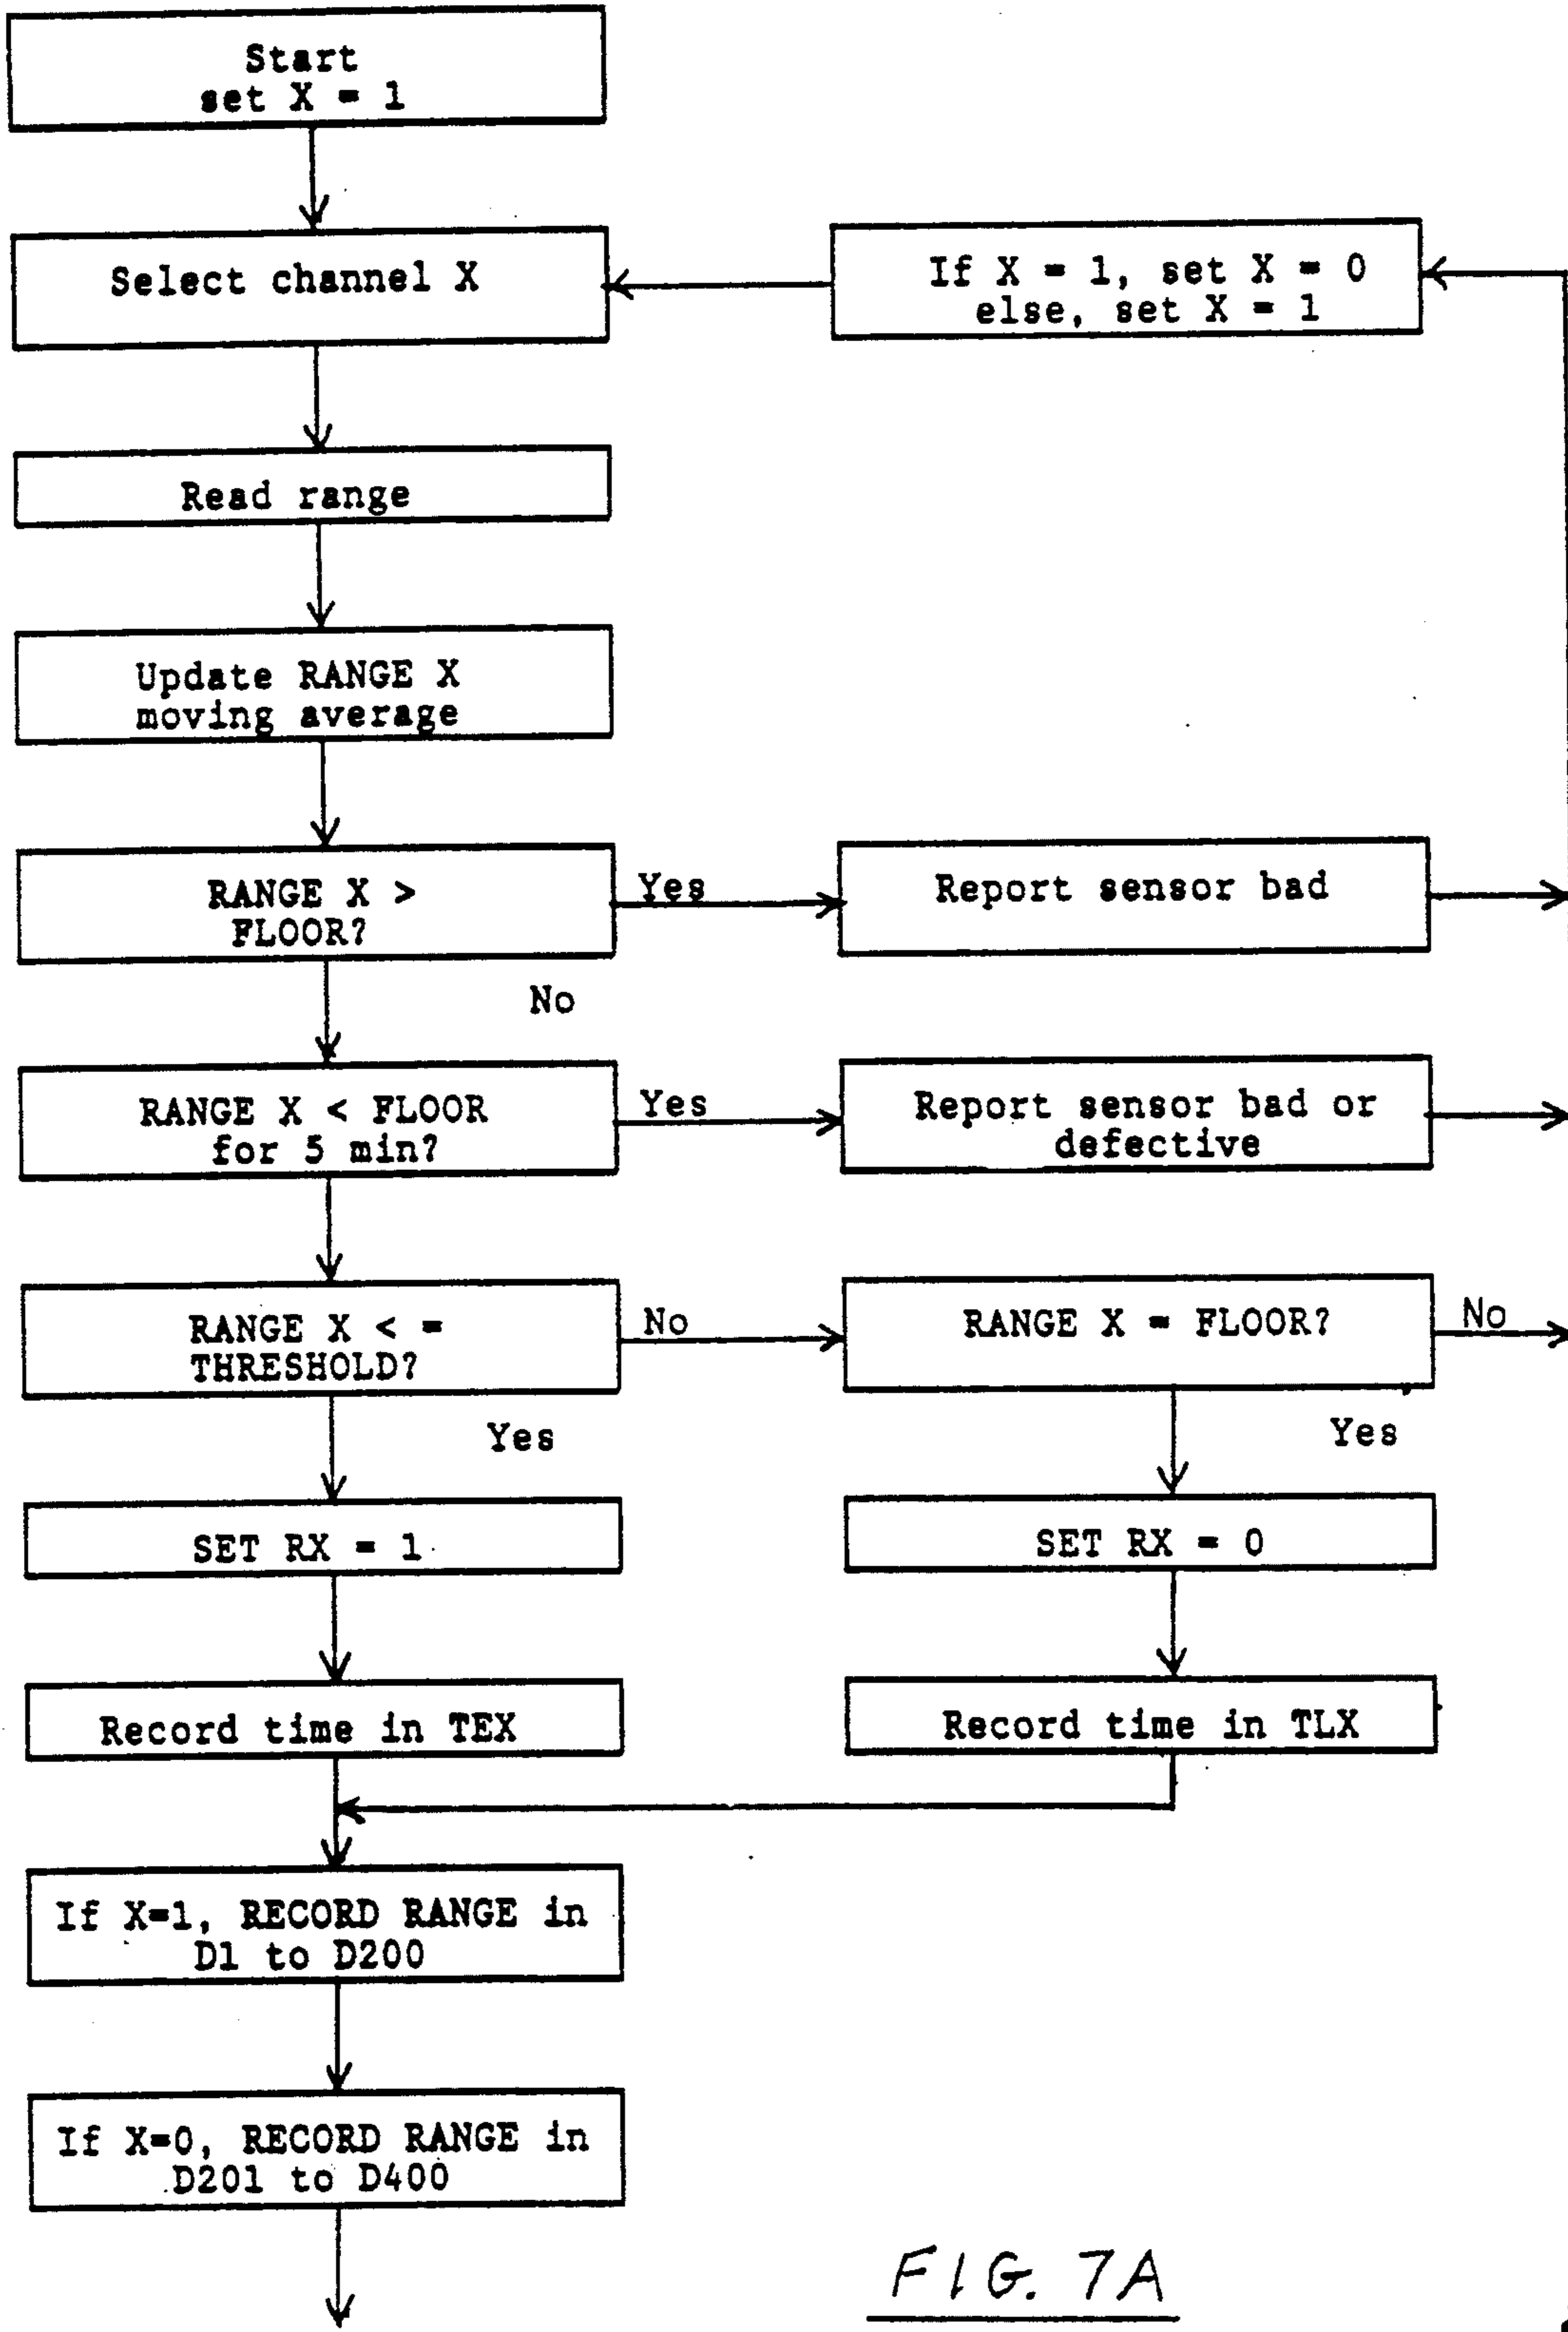 Start
set X = 1
Select channel X
If X = 1, set X = 0
else, set X = 1
Read range
Update RANGE X
moving average
RANGE X >
FLOOR?
Yes
Report sensor bad
No
RANGE X < FLOOR
for 5 min?
Yes
Report sensor bad or
defective
RANGE X < =
THRESHOLD?
No
RANGE X = FLOOR?
No
Yes
Yes
SET RX = 1
SET RX = 0
Record time in TEX
Record time in TLX
If X=1, RECORD RANGE in
D1 to D200
If X=0, RECORD RANGE in
D201 to D400
FIG. 7A